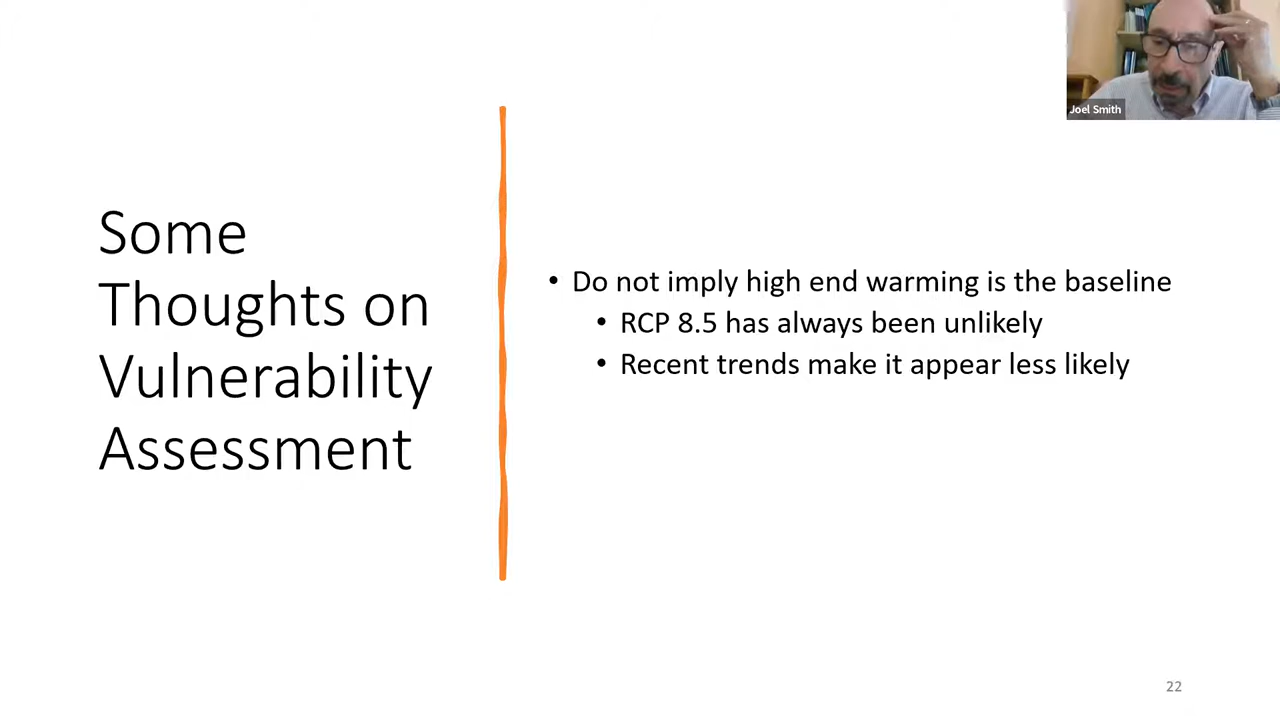 Some
Thoughts on
Vulnerability
Assessment
• Do not imply high end warming is the baseline
• RCP 8.5 has always been unlikely
• Recent trends make it appear less likely
Joel Smith
22